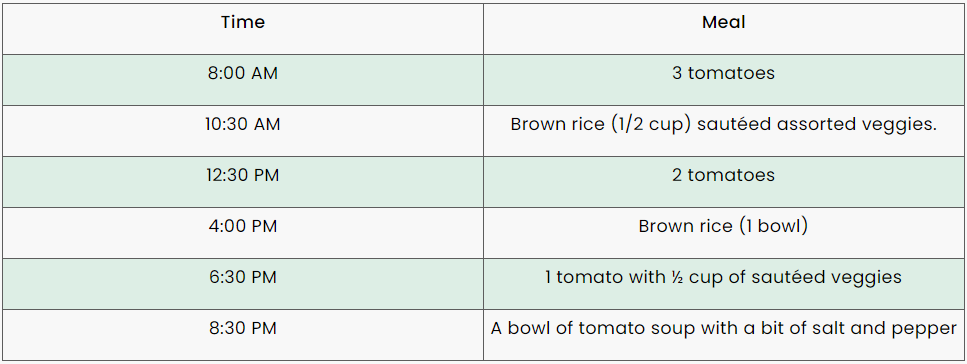 Time Meal
8:00 AM 3 tomatoes
10:30 AM Brown rice (1/2 cup) sautéed assorted veggies.
12:30 PM 2 tomatoes
4:00 PM Brown rice (1 bowl)
6:30 PM 1 tomato with ½ cup of sautéed veggies
8:30 PM A bowl of tomato soup with a bit of salt and pepper